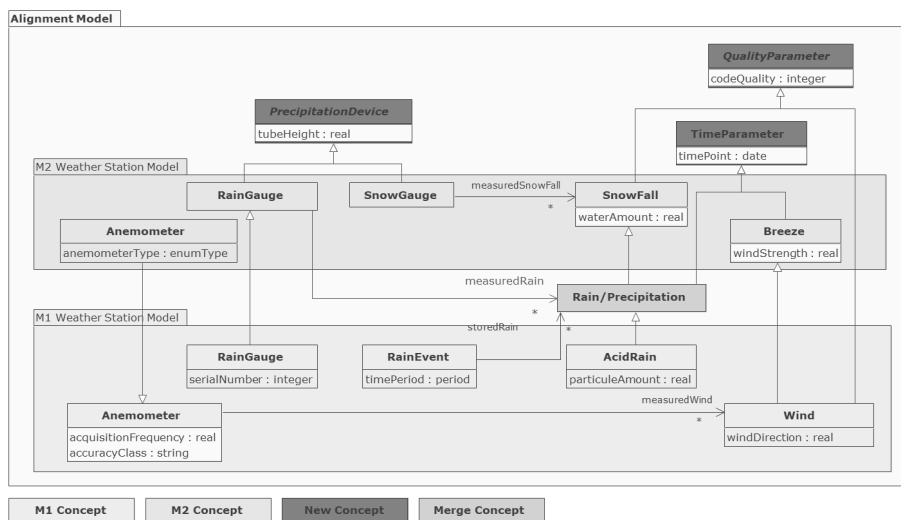 Alignment Model
QualityParameter
codeQuality : integer
PrecipitationDevice
tubeHeight : real
TimeParameter
timePoint : date
M2 Weather Station Model
RainGauge
SnowGauge
measuredSnowFall
*
SnowFall
waterAmount : real
Anemometer
anemometerType : enumType
Breeze
windStrength : real
measuredRain
*
Rain/Precipitation
M1 Weather Station Model
storedRain
*
RainGauge
serialNumber : integer
RainEvent
timePeriod : period
AcidRain
particuleAmount : real
Anemometer
acquisitionFrequency : real
accuracyClass : string
measuredWind
*
Wind
windDirection : real
M1 Concept
M2 Concept
New Concept
Merge Concept